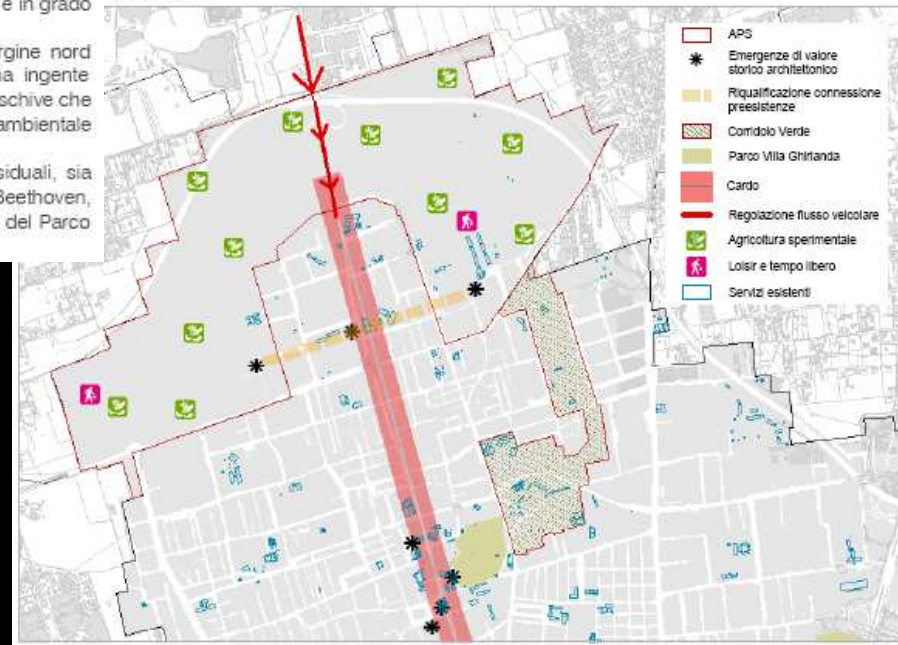 e in grado
rgine nord
na ingente
schive che
ambientale
siduali, sia
Beethoven,
del Parco
APS
Emergenze di valore
storico architettonico
Riqualificazione connessione
preesistenze
Corridoio Verde
Parco Villa Ghirlanda
Cardo
Regolazione flusso veicolare
Agricoltura sperimentale
Loisir e tempo libero
Servizi esistenti